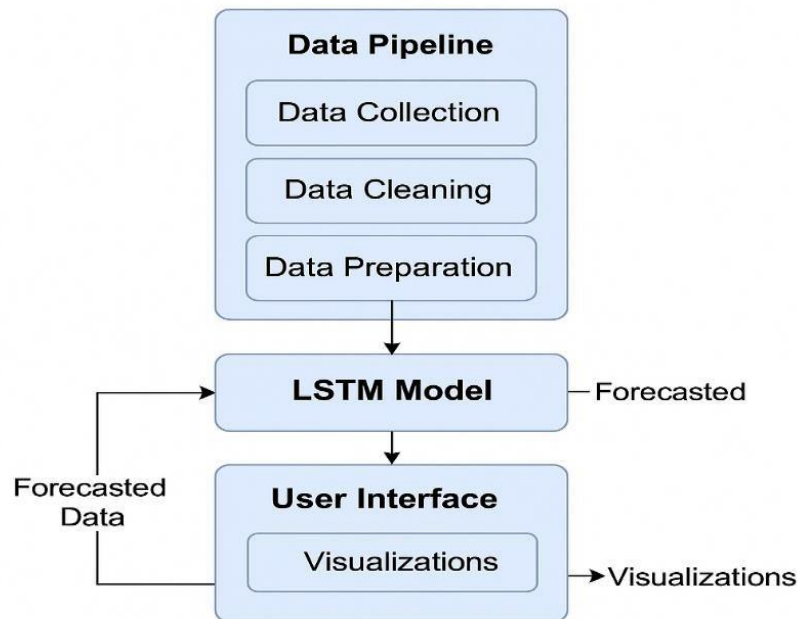 Data Pipeline
Data Collection
Data Cleaning
Data Preparation
LSTM Model
Forecasted
Forecasted
Data
User Interface
Visualizations
Visualizations